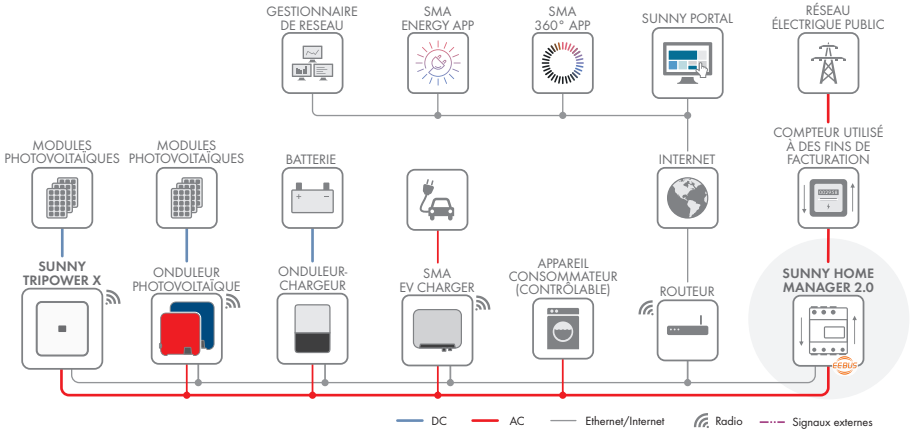 GESTIONNAIRE
DE RESEAU
SMA
ENERGY APP
SMA
360° APP
SUNNY PORTAL
RÉSEAU
ÉLECTRIQUE PUBLIC
MODULES
PHOTOVOLTAÏQUES
MODULES
PHOTOVOLTAÏQUES
BATTERIE
INTERNET
COMPTEUR UTILISÉ
À DES FINS DE
FACTURATION
SUNNY
TRIPOWER X
ONDULEUR
PHOTOVOLTAÏQUE
ONDULEUR-
CHARGEUR
SMA
EV CHARGER
APPAREIL
CONSOMMATEUR
(CONTRÔLABLE)
ROUTEUR
SUNNY HOME
MANAGER 2.0
EEBUS
DC
AC
Ethernet/Internet
Radio
Signaux externes